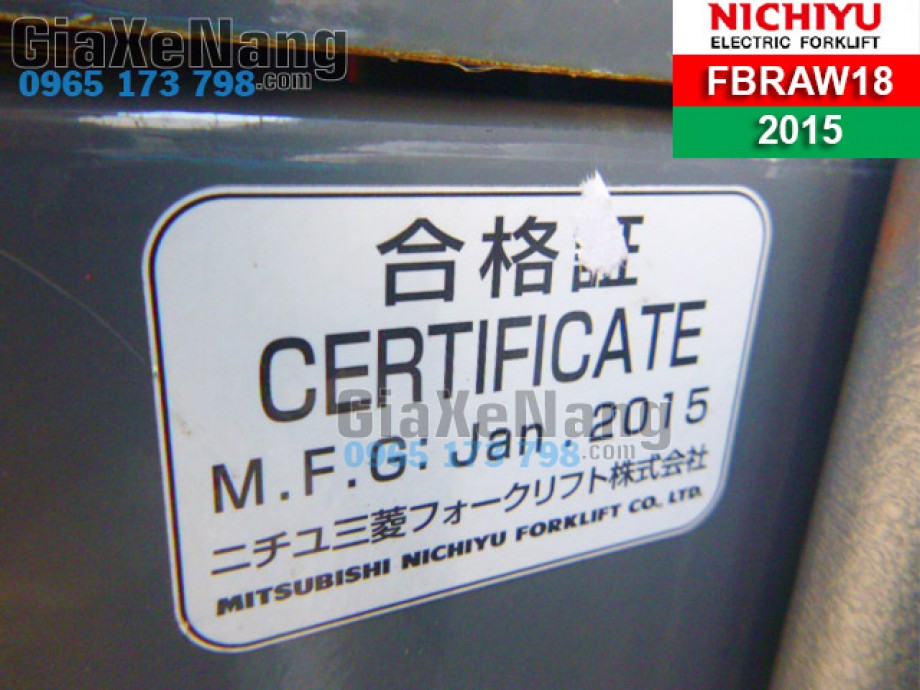 GiaXeNang
0965 173 798.com
NICHIYU
ELECTRIC FORKLIFT
FBRAW18
2015
合格証
CERTIFICATE
M.F.G: Jan. 2015
GiaXeNang
0965 173 798.com
ニチユ三菱フォークリフト株式会社
MITSUBISHI NICHIYU FORKLIFT CO., LTD.